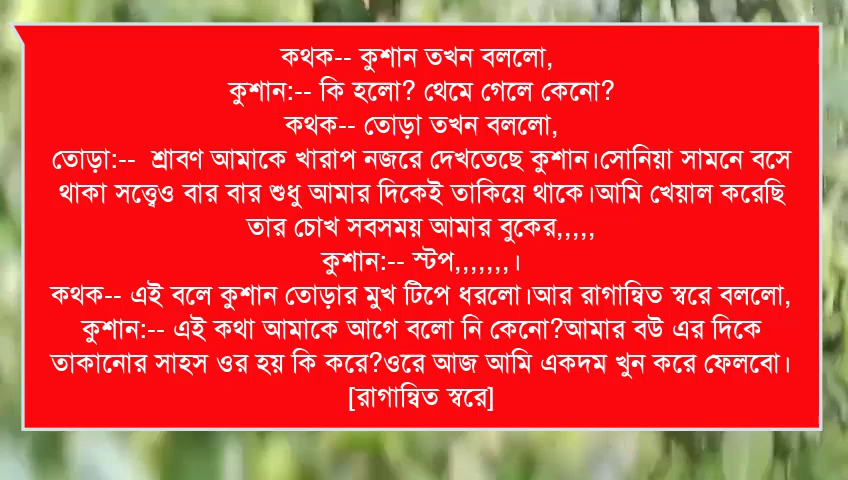 কথক-- কুশান তখন বললো,
কুশান:-- কি হলো? থেমে গেলে কেনো?
কথক-- তোড়া তখন বললো,
তোড়া:-- শ্রাবণ আমাকে খারাপ নজরে দেখতেছে কুশান।সোনিয়া সামনে বসে
থাকা সত্ত্বেও বার বার শুধু আমার দিকেই তাকিয়ে থাকে।আমি খেয়াল করেছি
তার চোখ সবসময় আমার বুকের,,,,,
কুশান:-- স্টপ,,,,,,,।
কথক-- এই বলে কুশান তোড়ার মুখ টিপে ধরলো।আর রাগান্বিত স্বরে বললো,
কুশান:-- এই কথা আমাকে আগে বলো নি কেনো?আমার বউ এর দিকে
তাকানোর সাহস ওর হয় কি করে?ওরে আজ আমি একদম খুন করে ফেলবো।
[রাগান্বিত স্বরে]